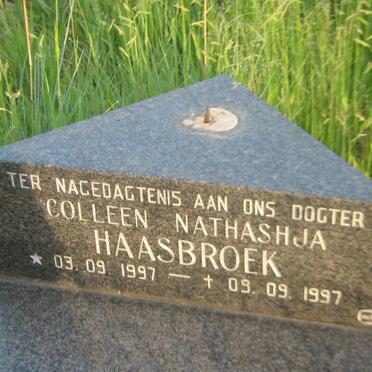 TER NAGEDAGTENIS AAN ONS DOGTER
COLLEEN NATHASHJA
HAASBROEK
★ 03.09.1997 — † 09.09.1997